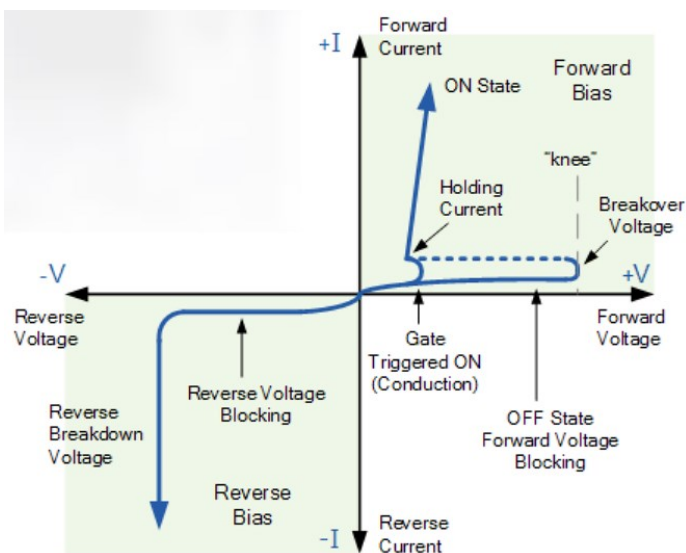 +I
Forward
Current
ON State
Forward
Bias
"knee"
Holding
Current
Breakover
Voltage
-V
+V
Reverse
Voltage
Forward
Voltage
Gate
Triggered ON
(Conduction)
Reverse Voltage
Blocking
Reverse
Breakdown
Voltage
OFF State
Forward Voltage
Blocking
Reverse
Bias
-I
Reverse
Current